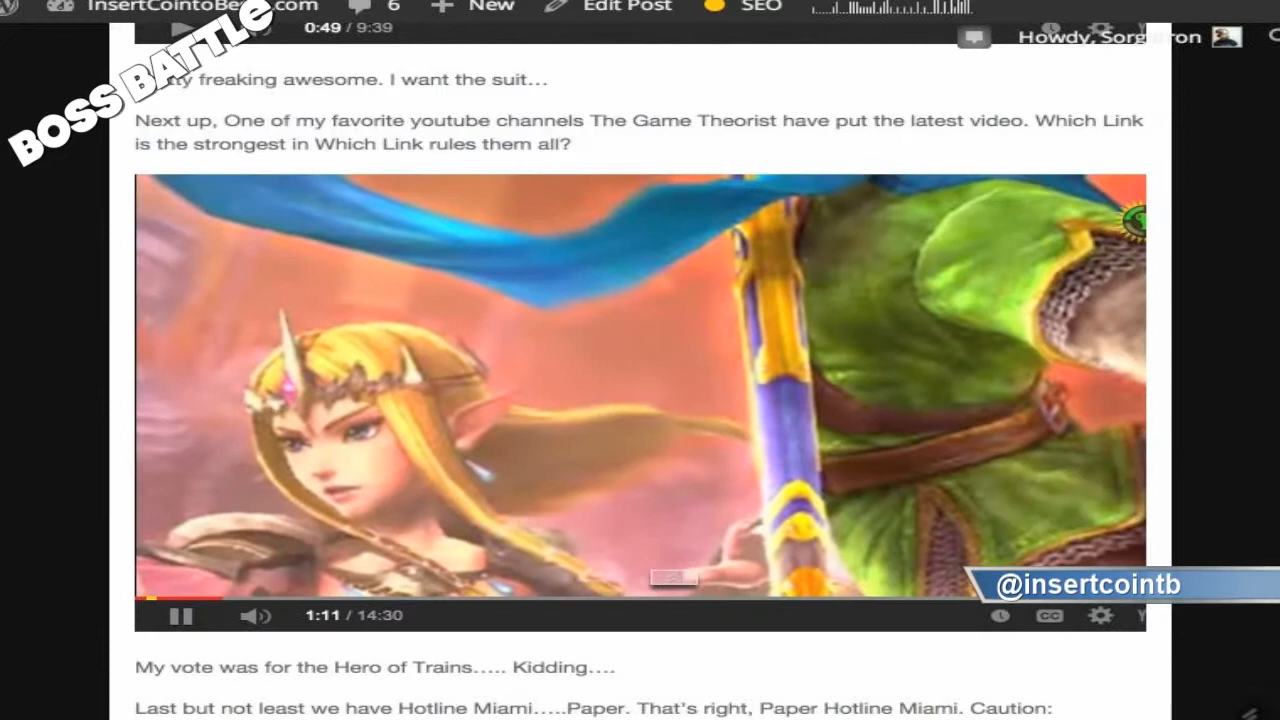 InsertCointoBe
com
6
New
Edit Post
SEO
0:49 / 9:39
Howdy,
BOSS BATTLE
freaking awesome. I want the suit...
Next up, One of my favorite youtube channels The Game Theorist have put the latest video. Which Link
is the strongest in Which Link rules them all?
@insertcointb
1:11 / 14:30
CC
My vote was for the Hero of Trains..... Kidding....
Last but not least we have Hotline Miami.....Paper. That's right, Paper Hotline Miami. Caution: